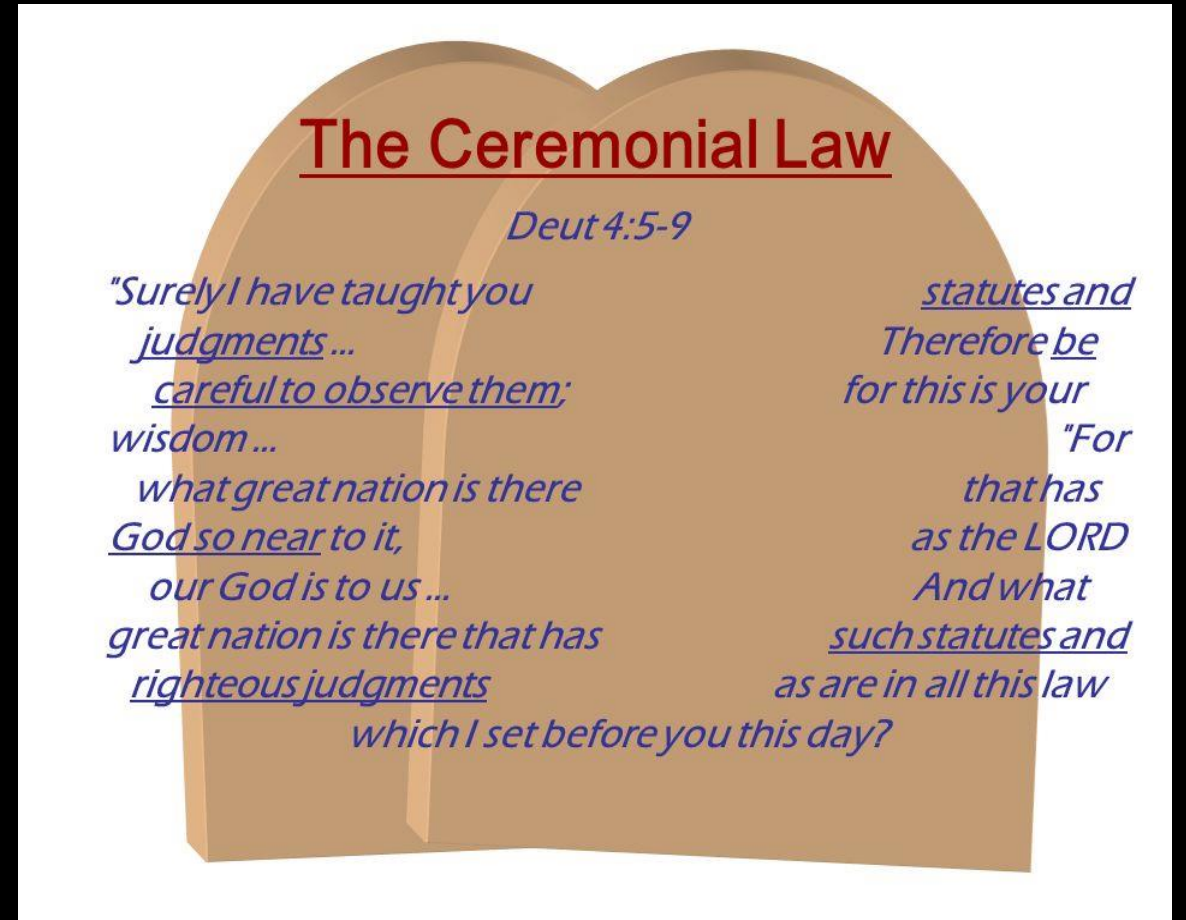 The Ceremonial Law
Deut 4:5-9
"Surely I have taught you statutes and
judgments ... Therefore be
careful to observe them; for this is your
wisdom ... "For
what great nation is there that has
God so near to it, as the LORD
our God is to us ... And what
great nation is there that has such statutes and
righteous judgments as are in all this law
which I set before you this day?